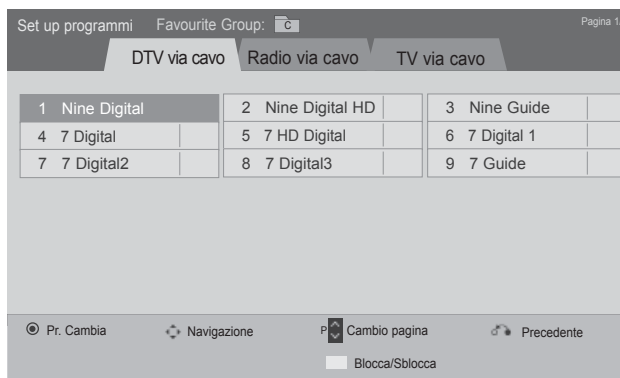 Set up programmi Favourite Group: C Pagina 1
DTV via cavo Radio via cavo TV via cavo
1 Nine Digital 2 Nine Digital HD 3 Nine Guide
4 7 Digital 5 7 HD Digital 6 7 Digital 1
7 7 Digital2 8 7 Digital3 9 7 Guide
Pr. Cambia Navigazione P Cambio pagina Precedente
Blocca/Sblocca